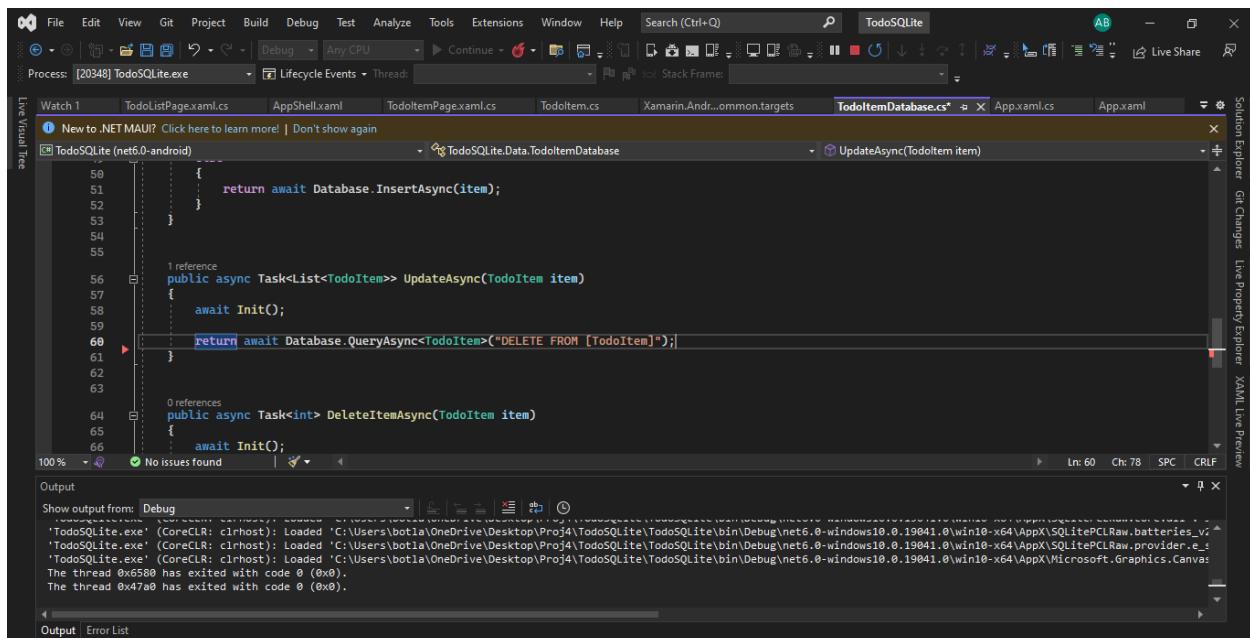 File Edit View Git Project Build Debug Test Analyze Tools Extensions Window Help Search (Ctrl+Q) TodoSQLite AB
Debug Any CPU Continue Live Share
Process: [20348] TodoSQLite.exe Lifecycle Events Thread: Stack Frame:
Watch 1 TodoListPage.xaml.cs AppShell.xaml TodoItemPage.xaml.cs TodoItem.cs Xamarin.Andr...ommon.targets TodoItemDatabase.cs* App.xaml.cs App.xaml
New to .NET MAUI? Click here to learn more! | Don't show again
TodoSQLite (net6.0-android) TodoSQLite.Data.TodoItemDatabase UpdateAsync(TodoItem item)
50 {
51 return await Database.InsertAsync(item);
52 }
53 }
54
55
1 reference
56 public async Task<List<TodoItem>> UpdateAsync(TodoItem item)
57 {
58 await Init();
59
60 return await Database.QueryAsync<TodoItem>("DELETE FROM [TodoItem]");
61 }
62
63
0 references
64 public async Task<int> DeleteItemAsync(TodoItem item)
65 {
66 await Init();
100 % No issues found Ln: 60 Ch: 78 SPC CRLF
Output
Show output from: Debug
'TodoSQLite.exe' (CoreCLR: clrhost): Loaded 'C:\Users\botla\OneDrive\Desktop\Proj4\TodoSQLite\TodoSQLite\bin\Debug\net6.0-windows10.0.19041.0\win10-x64\AppX\SQLitePCLRaw.batteries_v2
'TodoSQLite.exe' (CoreCLR: clrhost): Loaded 'C:\Users\botla\OneDrive\Desktop\Proj4\TodoSQLite\TodoSQLite\bin\Debug\net6.0-windows10.0.19041.0\win10-x64\AppX\SQLitePCLRaw.provider.e_s
'TodoSQLite.exe' (CoreCLR: clrhost): Loaded 'C:\Users\botla\OneDrive\Desktop\Proj4\TodoSQLite\TodoSQLite\bin\Debug\net6.0-windows10.0.19041.0\win10-x64\AppX\Microsoft.Graphics.Canvas
The thread 0x6580 has exited with code 0 (0x0).
The thread 0x47a0 has exited with code 0 (0x0).
Output Error List
Live Visual Tree
Solution Explorer
Git Changes
Live Property Explorer
XAML Live Preview